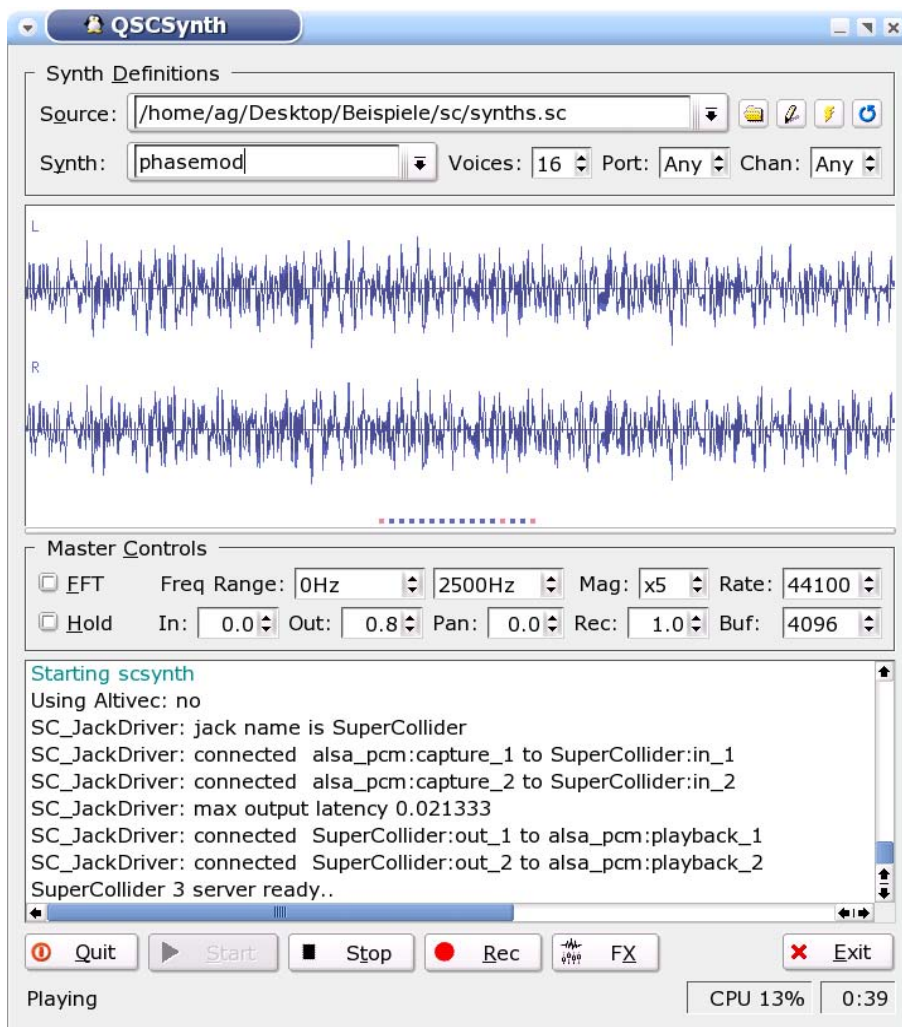 QSCSynth
Synth Definitions
Source: /home/ag/Desktop/Beispiele/sc/synths.sc
Synth: phasemod Voices: 16 Port: Any Chan: Any
L
R
Master Controls
FFT Freq Range: 0Hz 2500Hz Mag: x5 Rate: 44100
Hold In: 0.0 Out: 0.8 Pan: 0.0 Rec: 1.0 Buf: 4096
Starting scsynth
Using Altivec: no
SC_JackDriver: jack name is SuperCollider
SC_JackDriver: connected  alsa_pcm:capture_1 to SuperCollider:in_1
SC_JackDriver: connected  alsa_pcm:capture_2 to SuperCollider:in_2
SC_JackDriver: max output latency 0.021333
SC_JackDriver: connected  SuperCollider:out_1 to alsa_pcm:playback_1
SC_JackDriver: connected  SuperCollider:out_2 to alsa_pcm:playback_2
SuperCollider 3 server ready..
Quit Start Stop Rec FX Exit
Playing CPU 13% 0:39